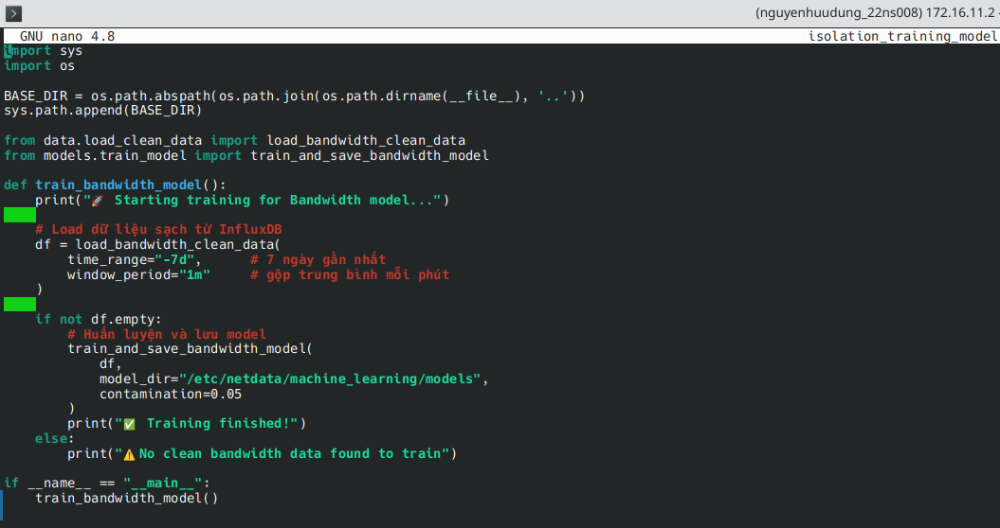 (nguyenhuudung_22ns008) 172.16.11.2
GNU nano 4.8 isolation_training_model
import sys
import os
BASE_DIR = os.path.abspath(os.path.join(os.path.dirname(__file__), '..'))
sys.path.append(BASE_DIR)
from data.load_clean_data import load_bandwidth_clean_data
from models.train_model import train_and_save_bandwidth_model
def train_bandwidth_model():
    print("🚀 Starting training for Bandwidth model...")
    # Load dữ liệu sạch từ InfluxDB
    df = load_bandwidth_clean_data(
        time_range="-7d",      # 7 ngày gần nhất
        window_period="1m"     # gộp trung bình mỗi phút
    )
    if not df.empty:
        # Huấn luyện và lưu model
        train_and_save_bandwidth_model(
            df,
            model_dir="/etc/netdata/machine_learning/models",
            contamination=0.05
        )
        print("✅ Training finished!")
    else:
        print("⚠️No clean bandwidth data found to train")
if __name__ == "__main__":
    train_bandwidth_model()